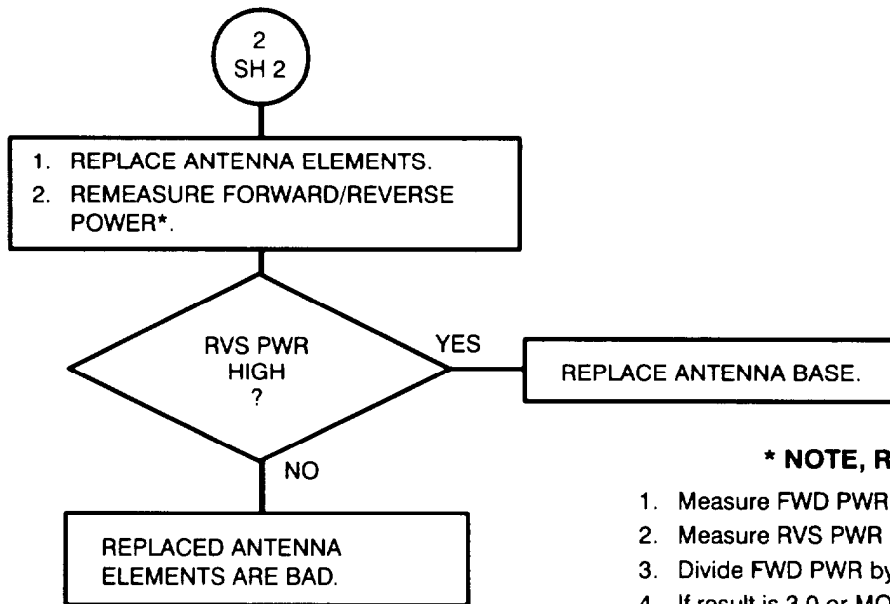 2
SH 2
1. REPLACE ANTENNA ELEMENTS.
2. REMEASURE FORWARD/REVERSE
POWER*.
RVS PWR
HIGH
?
YES
REPLACE ANTENNA BASE.
NO
REPLACED ANTENNA
ELEMENTS ARE BAD.
* NOTE,
1. Measure FWD PWR
2. Measure RVS PWR
3. Divide FWD PWR by
4. If result is 3.0 or